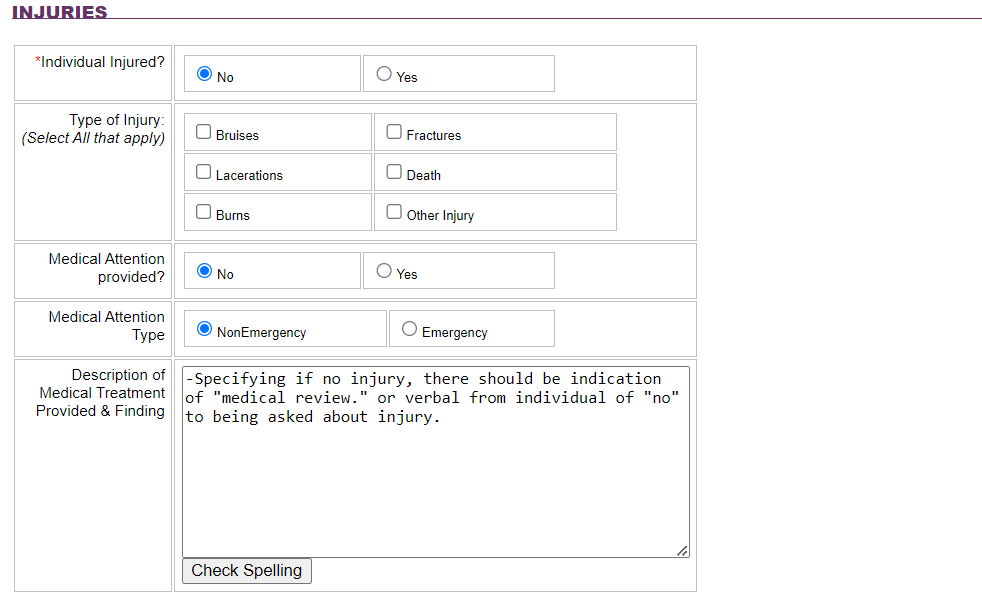 INJURIES
*Individual Injured?
No
Yes
Type of Injury:
(Select All that apply)
Bruises
Fractures
Lacerations
Death
Burns
Other Injury
Medical Attention
provided?
No
Yes
Medical Attention
Type
NonEmergency
Emergency
Description of
Medical Treatment
Provided & Finding
-Specifying if no injury, there should be indication
of "medical review." or verbal from individual of "no"
to being asked about injury.
Check Spelling